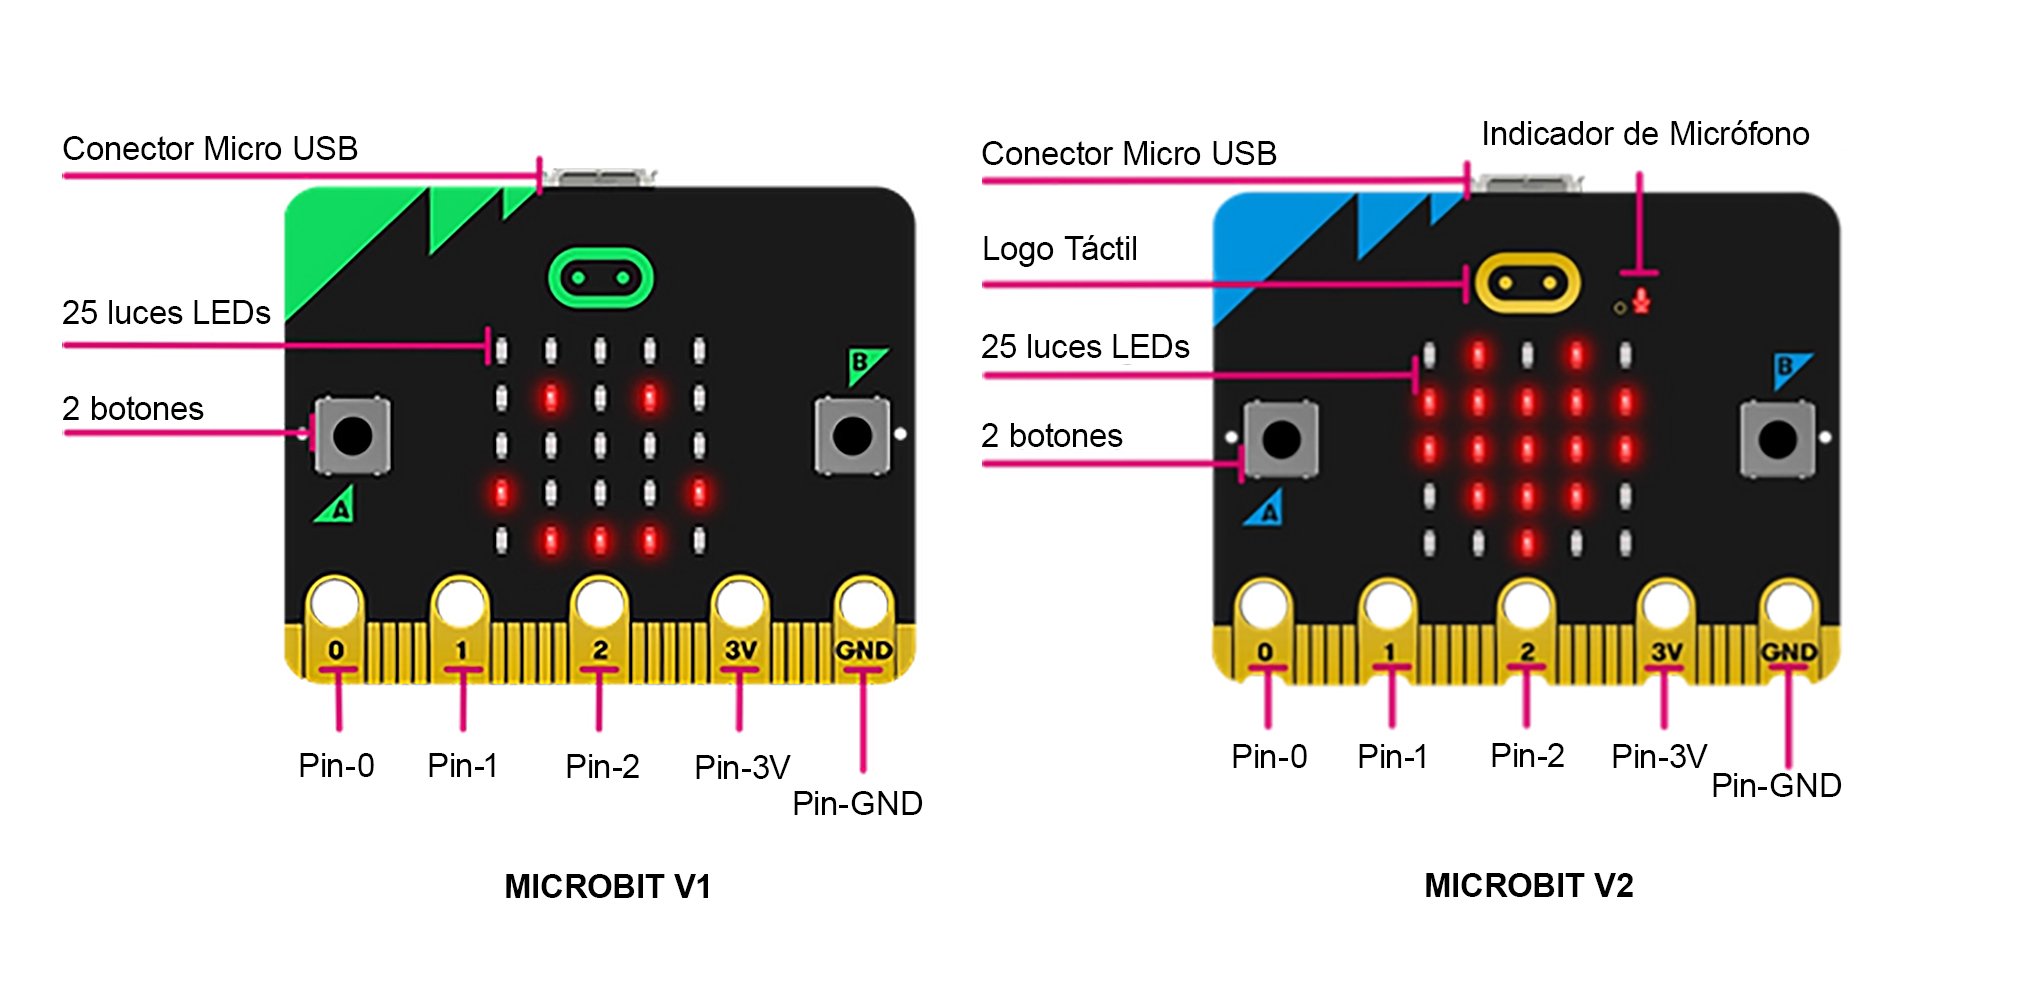 Conector Micro USB
25 luces LEDs
2 botones
B
A
0 1 2 3V GND
Pin-0 Pin-1 Pin-2 Pin-3V
Pin-GND
MICROBIT V1
Indicador de Micrófono
Conector Micro USB
Logo Táctil
25 luces LEDs
2 botones
B
A
0 1 2 3V GND
Pin-0 Pin-1 Pin-2 Pin-3V
Pin-GND
MICROBIT V2